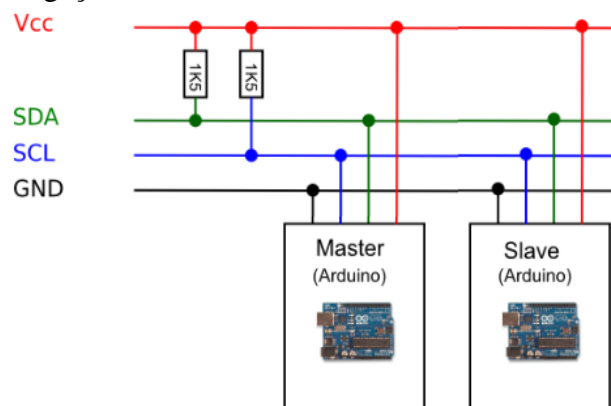 Vcc
1K5
1K5
SDA
SCL
GND
Master
(Arduino)
Slave
(Arduino)